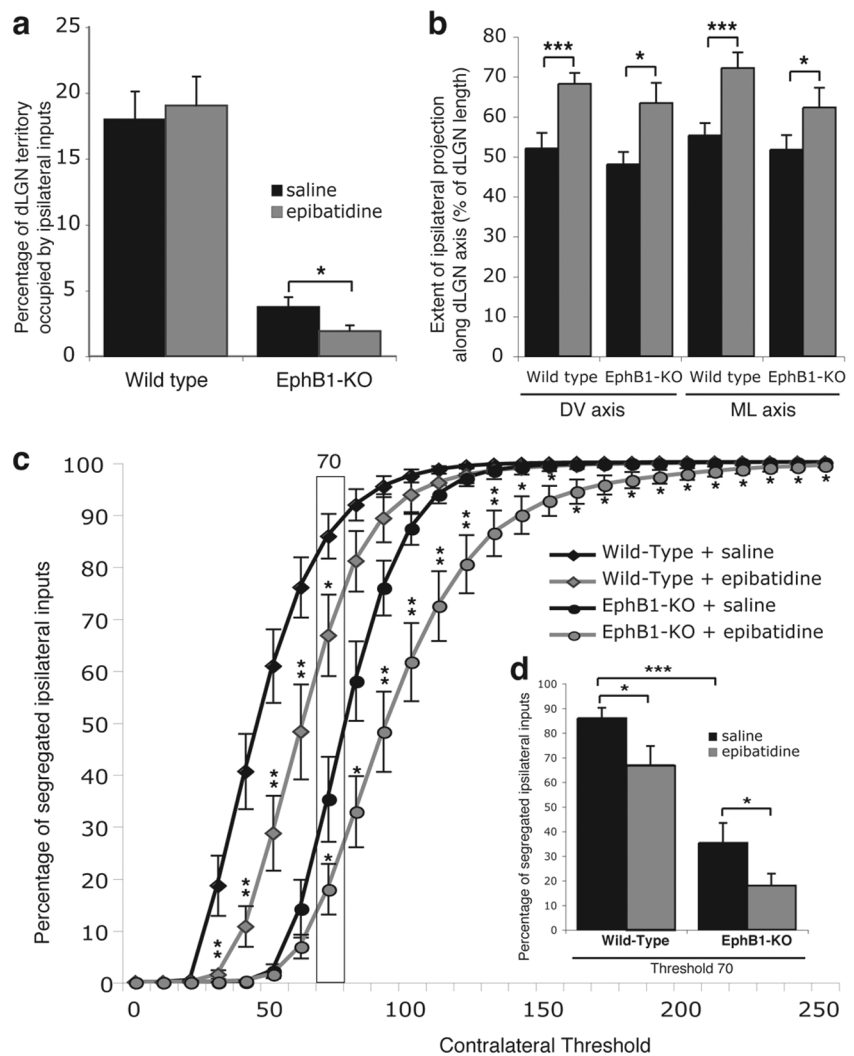 a
25
20
15
10
5
0
Percentage of dLGN territory
occupied by ipsilateral inputs
saline
epibatidine
*
Wild type
EphB1-KO
b
80
70
60
50
40
30
20
10
0
Extent of ipsilateral projection
along dLGN axis (% of dLGN length)
***
*
***
*
Wild type
EphB1-KO
Wild type
EphB1-KO
DV axis
ML axis
c
100
90
80
70
60
50
40
30
20
10
0
Percentage of segregated ipsilateral inputs
70
**
**
**
**
*
*
*
**
**
**
**
**
*
*
*
*
*
*
*
*
*
*
*
*
Wild-Type + saline
Wild-Type + epibatidine
EphB1-KO + saline
EphB1-KO + epibatidine
0
50
100
150
200
250
Contralateral Threshold
d
100
90
80
70
60
50
40
30
20
10
0
Percentage of segregated ipsilateral inputs
***
*
saline
epibatidine
*
Wild-Type
EphB1-KO
Threshold 70